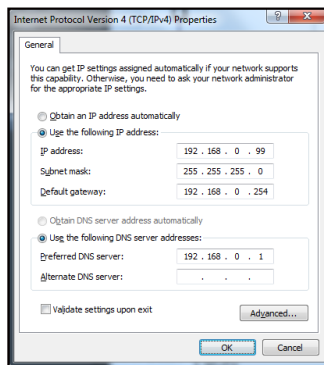 Internet Protocol Version 4 (TCP/IPv4) Properties
General
You can get IP settings assigned automatically if your network supports
this capability. Otherwise, you need to ask your network administrator
for the appropriate IP settings.
Obtain an IP address automatically
Use the following IP address:
IP address: 192 . 168 . 0 . 99
Subnet mask: 255 . 255 . 255 . 0
Default gateway: 192 . 168 . 0 . 254
Obtain DNS server address automatically
Use the following DNS server addresses:
Preferred DNS server: 192 . 168 . 0 . 1
Alternate DNS server: . . .
Validate settings upon exit
Advanced...
OK Cancel